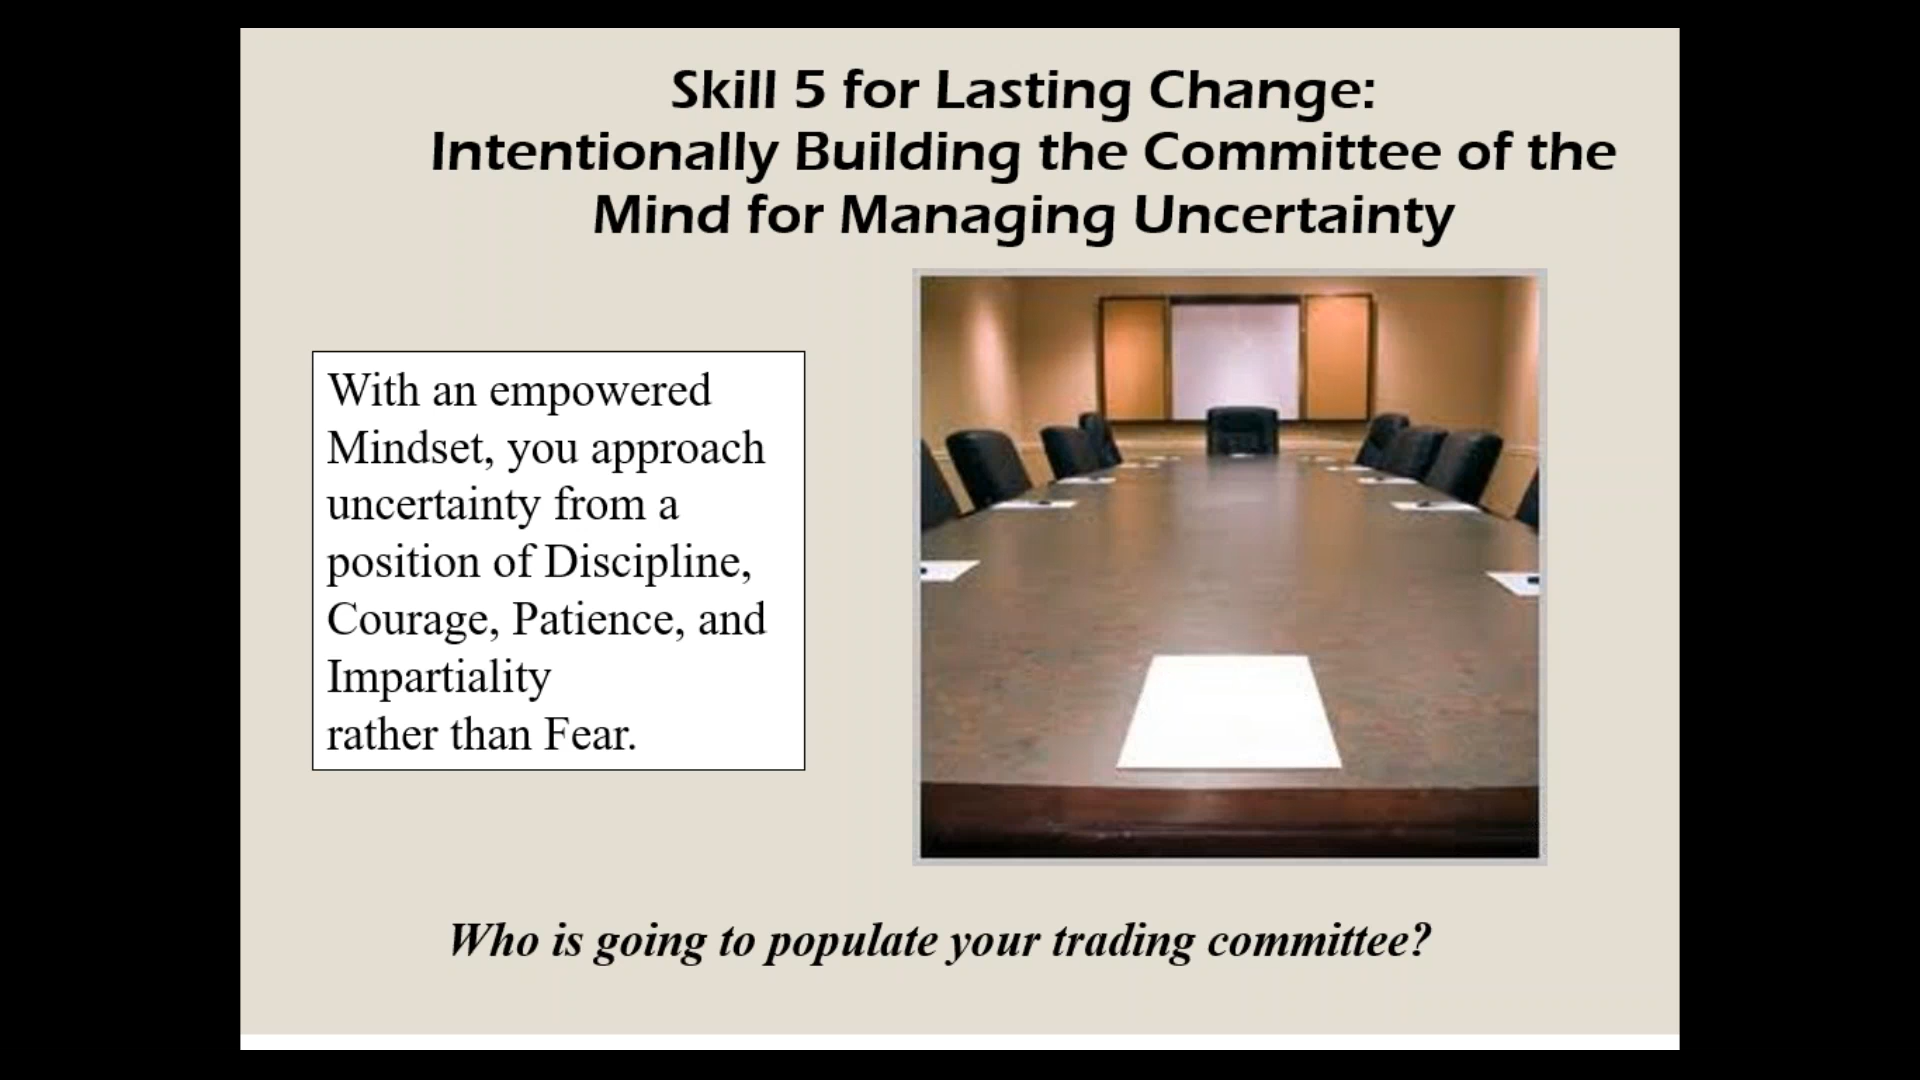 Skill 5 for Lasting Change:
Intentionally Building the Committee of the
Mind for Managing Uncertainty
With an empowered
Mindset, you approach
uncertainty from a
position of Discipline,
Courage, Patience, and
Impartiality
rather than Fear.
Who is going to populate your trading committee?